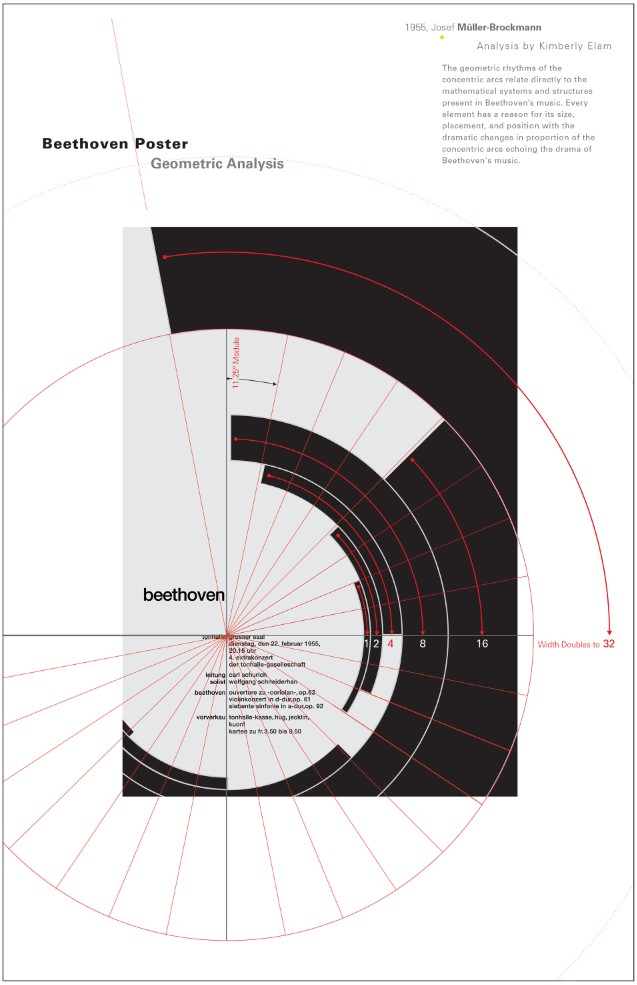 1955, Josef Müller-Brockmann
Analysis by Kimberly Elam
The geometric rhythms of the
concentric arcs relate directly to the
mathematical systems and structures
present in Beethoven's music. Every
element has a reason for its size,
placement, and position with the
dramatic changes in proportion of the
concentric arcs echoing the drama of
Beethoven's music.
Beethoven Poster
Geometric Analysis
11.25° Module
beethoven
1 2 4 8 16 Width Doubles to 32
tonhalle grosser saal
dienstag, den 22. februar 1955,
20.15 uhr
4. extrakonzert
der tonhalle-gesellschaft
leitung carl schurich
solist wolfgang schneiderhan
beethoven ouvertüre zu «coriolan», op.62
violinkonzert in d-dur, op. 61
siebente sinfonie in a-dur, op. 92
vorverkauf tonhalle-kasse, hug, jecklin,
kuoni
karten zu fr. 3.50 bis 9.50